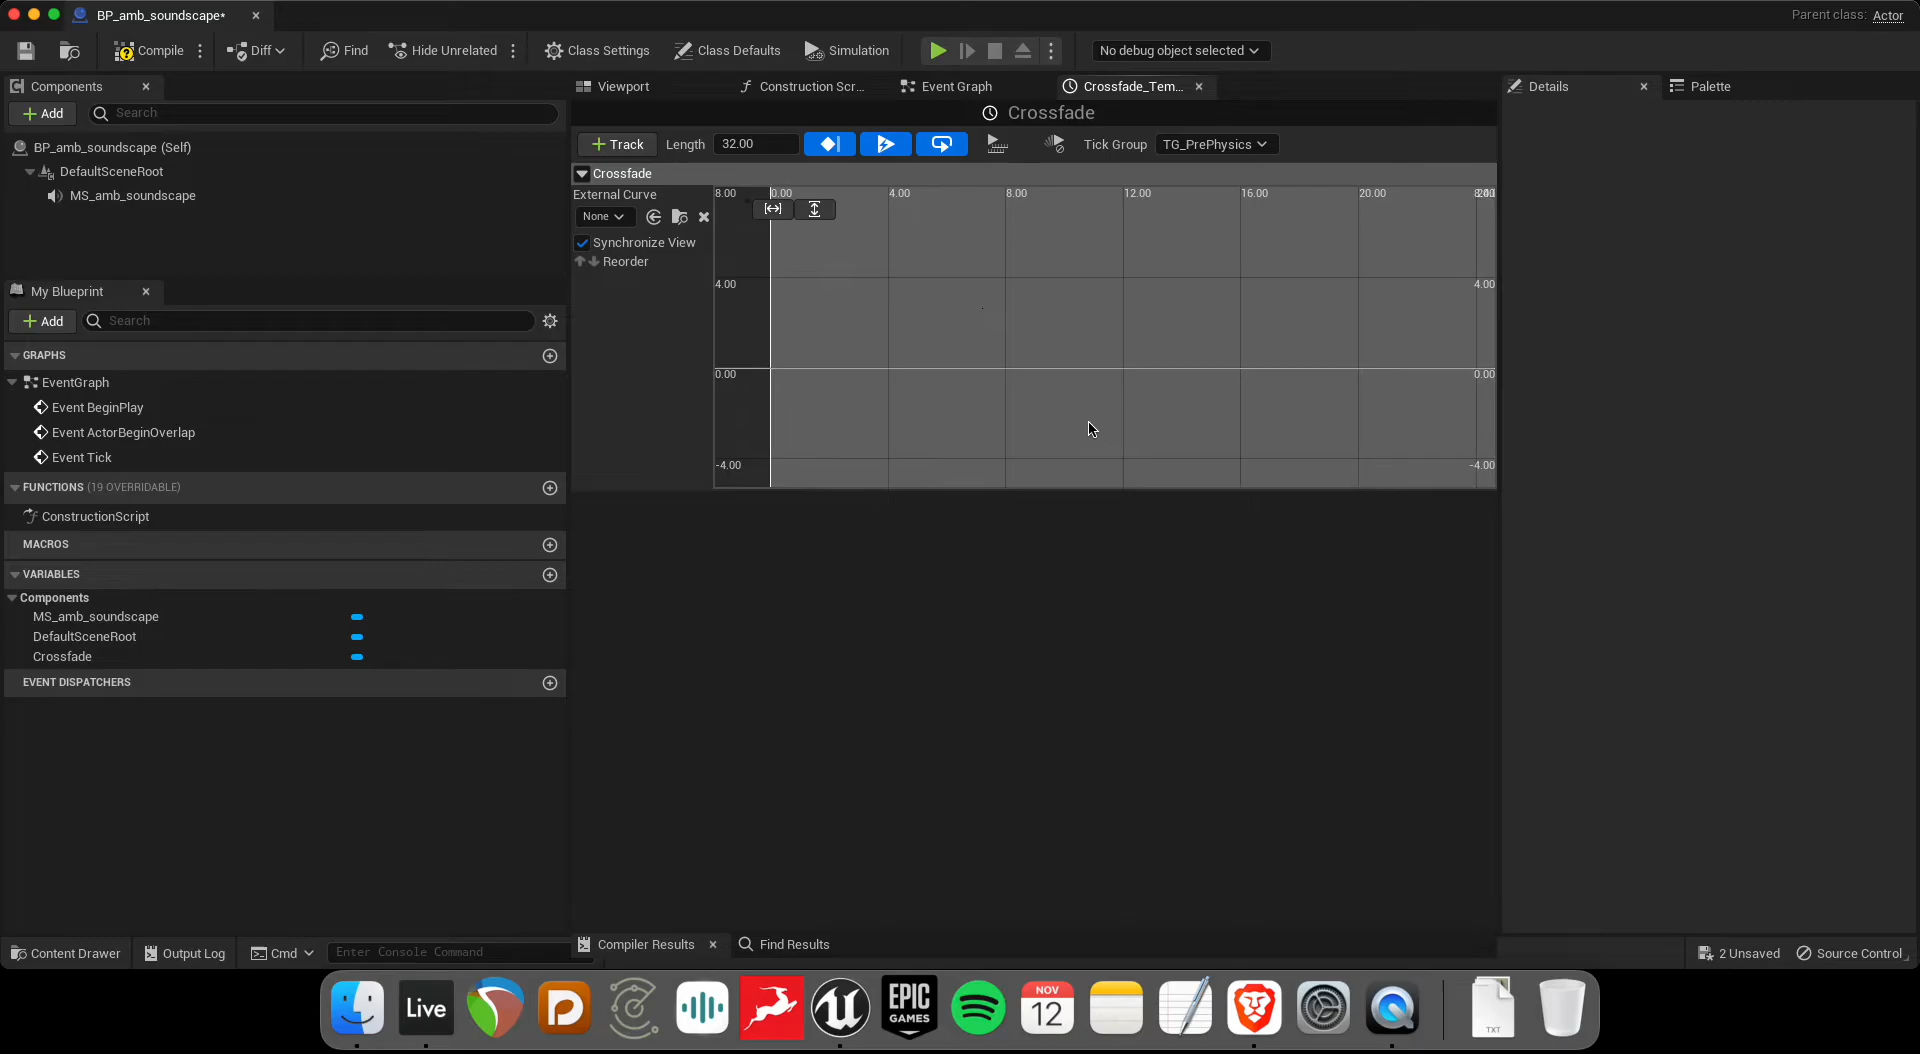 BP_amb_soundscape*
Parent class: Actor
Compile
Diff
Find
Hide Unrelated
Class Settings
Class Defaults
Simulation
No debug object selected
Components
Viewport
Construction Scr...
Event Graph
Crossfade_Tem...
Details
Palette
Add
Search
Crossfade
Track
Length
32.00
Tick Group
TG_PrePhysics
BP_amb_soundscape (Self)
DefaultSceneRoot
MS_amb_soundscape
Crossfade
External Curve
None
Synchronize View
Reorder
8.00
0.00
4.00
8.00
12.00
16.00
20.00
4.00
4.00
0.00
0.00
-4.00
-4.00
My Blueprint
Add
Search
GRAPHS
EventGraph
Event BeginPlay
Event ActorBeginOverlap
Event Tick
FUNCTIONS (19 OVERRIDABLE)
ConstructionScript
MACROS
VARIABLES
Components
MS_amb_soundscape
DefaultSceneRoot
Crossfade
EVENT DISPATCHERS
Compiler Results
Find Results
Content Drawer
Output Log
Cmd
Enter Console Command
2 Unsaved
Source Control
Live
EPIC
GAMES
NOV
12
TXT